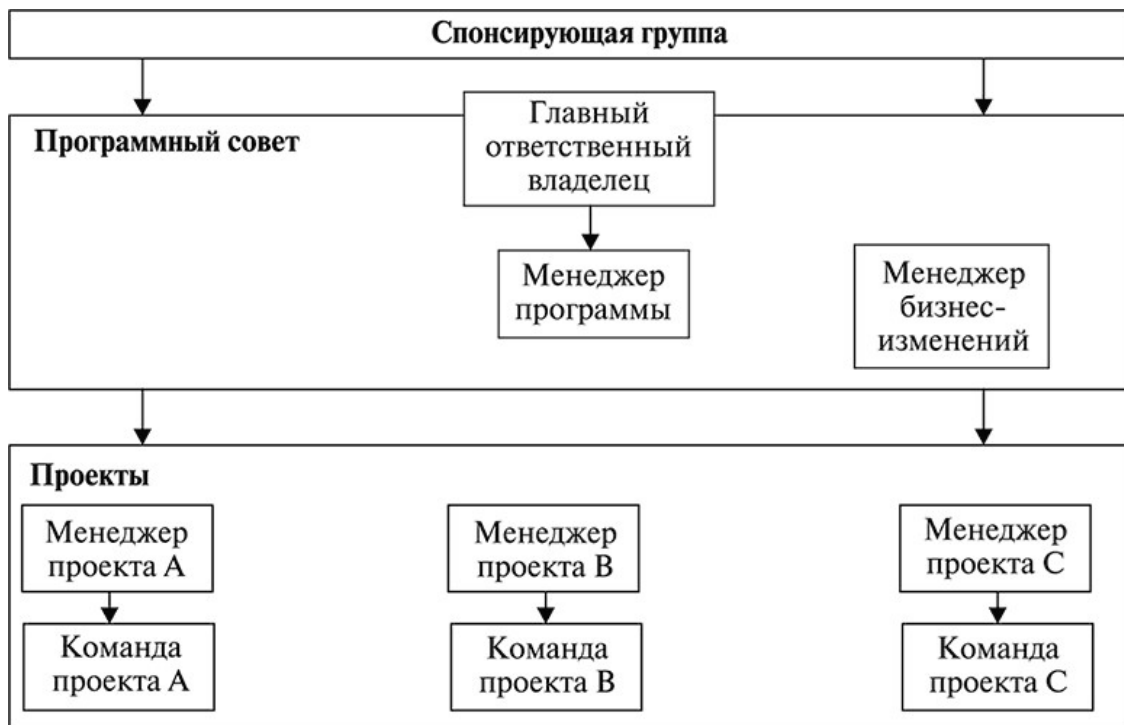 Спонсирующая группа
Программный совет
Главный
ответственный
владелец
Менеджер
программы
Менеджер
бизнес-
изменений
Проекты
Менеджер
проекта A
Менеджер
проекта B
Менеджер
проекта C
Команда
проекта A
Команда
проекта B
Команда
проекта C